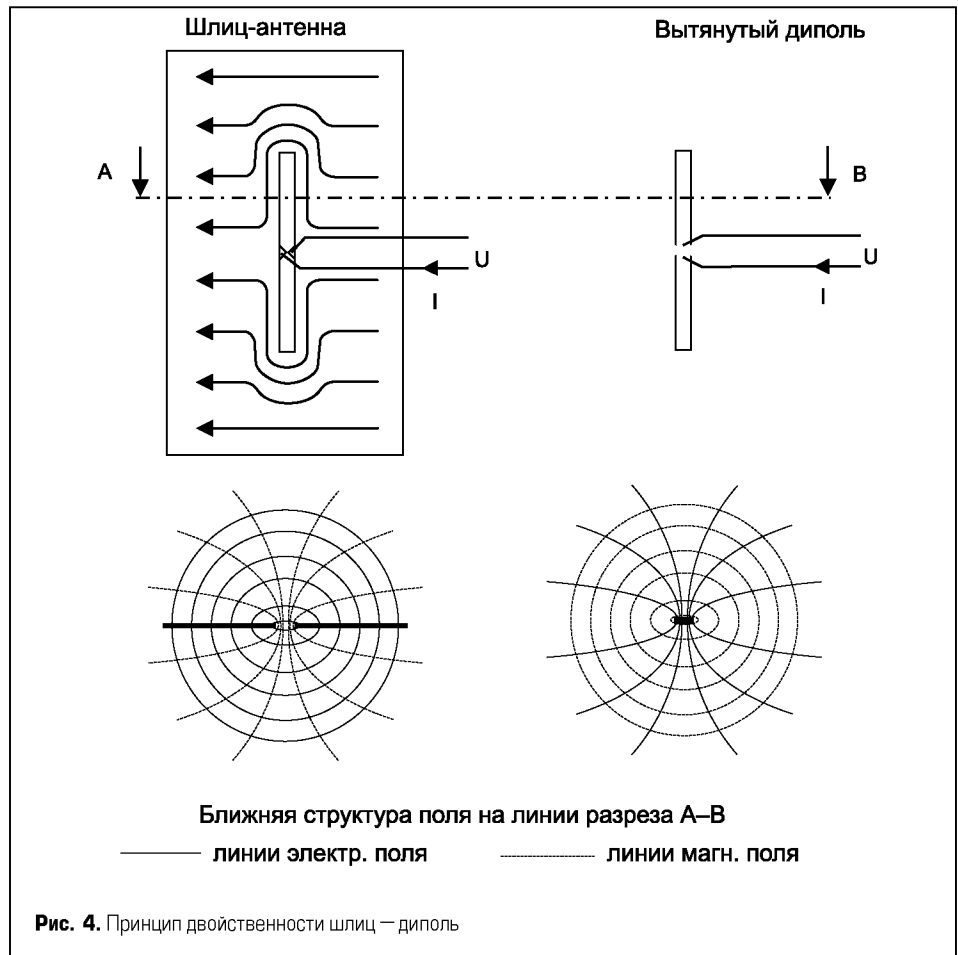 Шлиц-антенна
Вытянутый диполь
A
B
U
I
U
I
Ближняя структура поля на линии разреза A–B
линии электр. поля
линии магн. поля
Рис. 4. Принцип двойственности шлиц — диполь